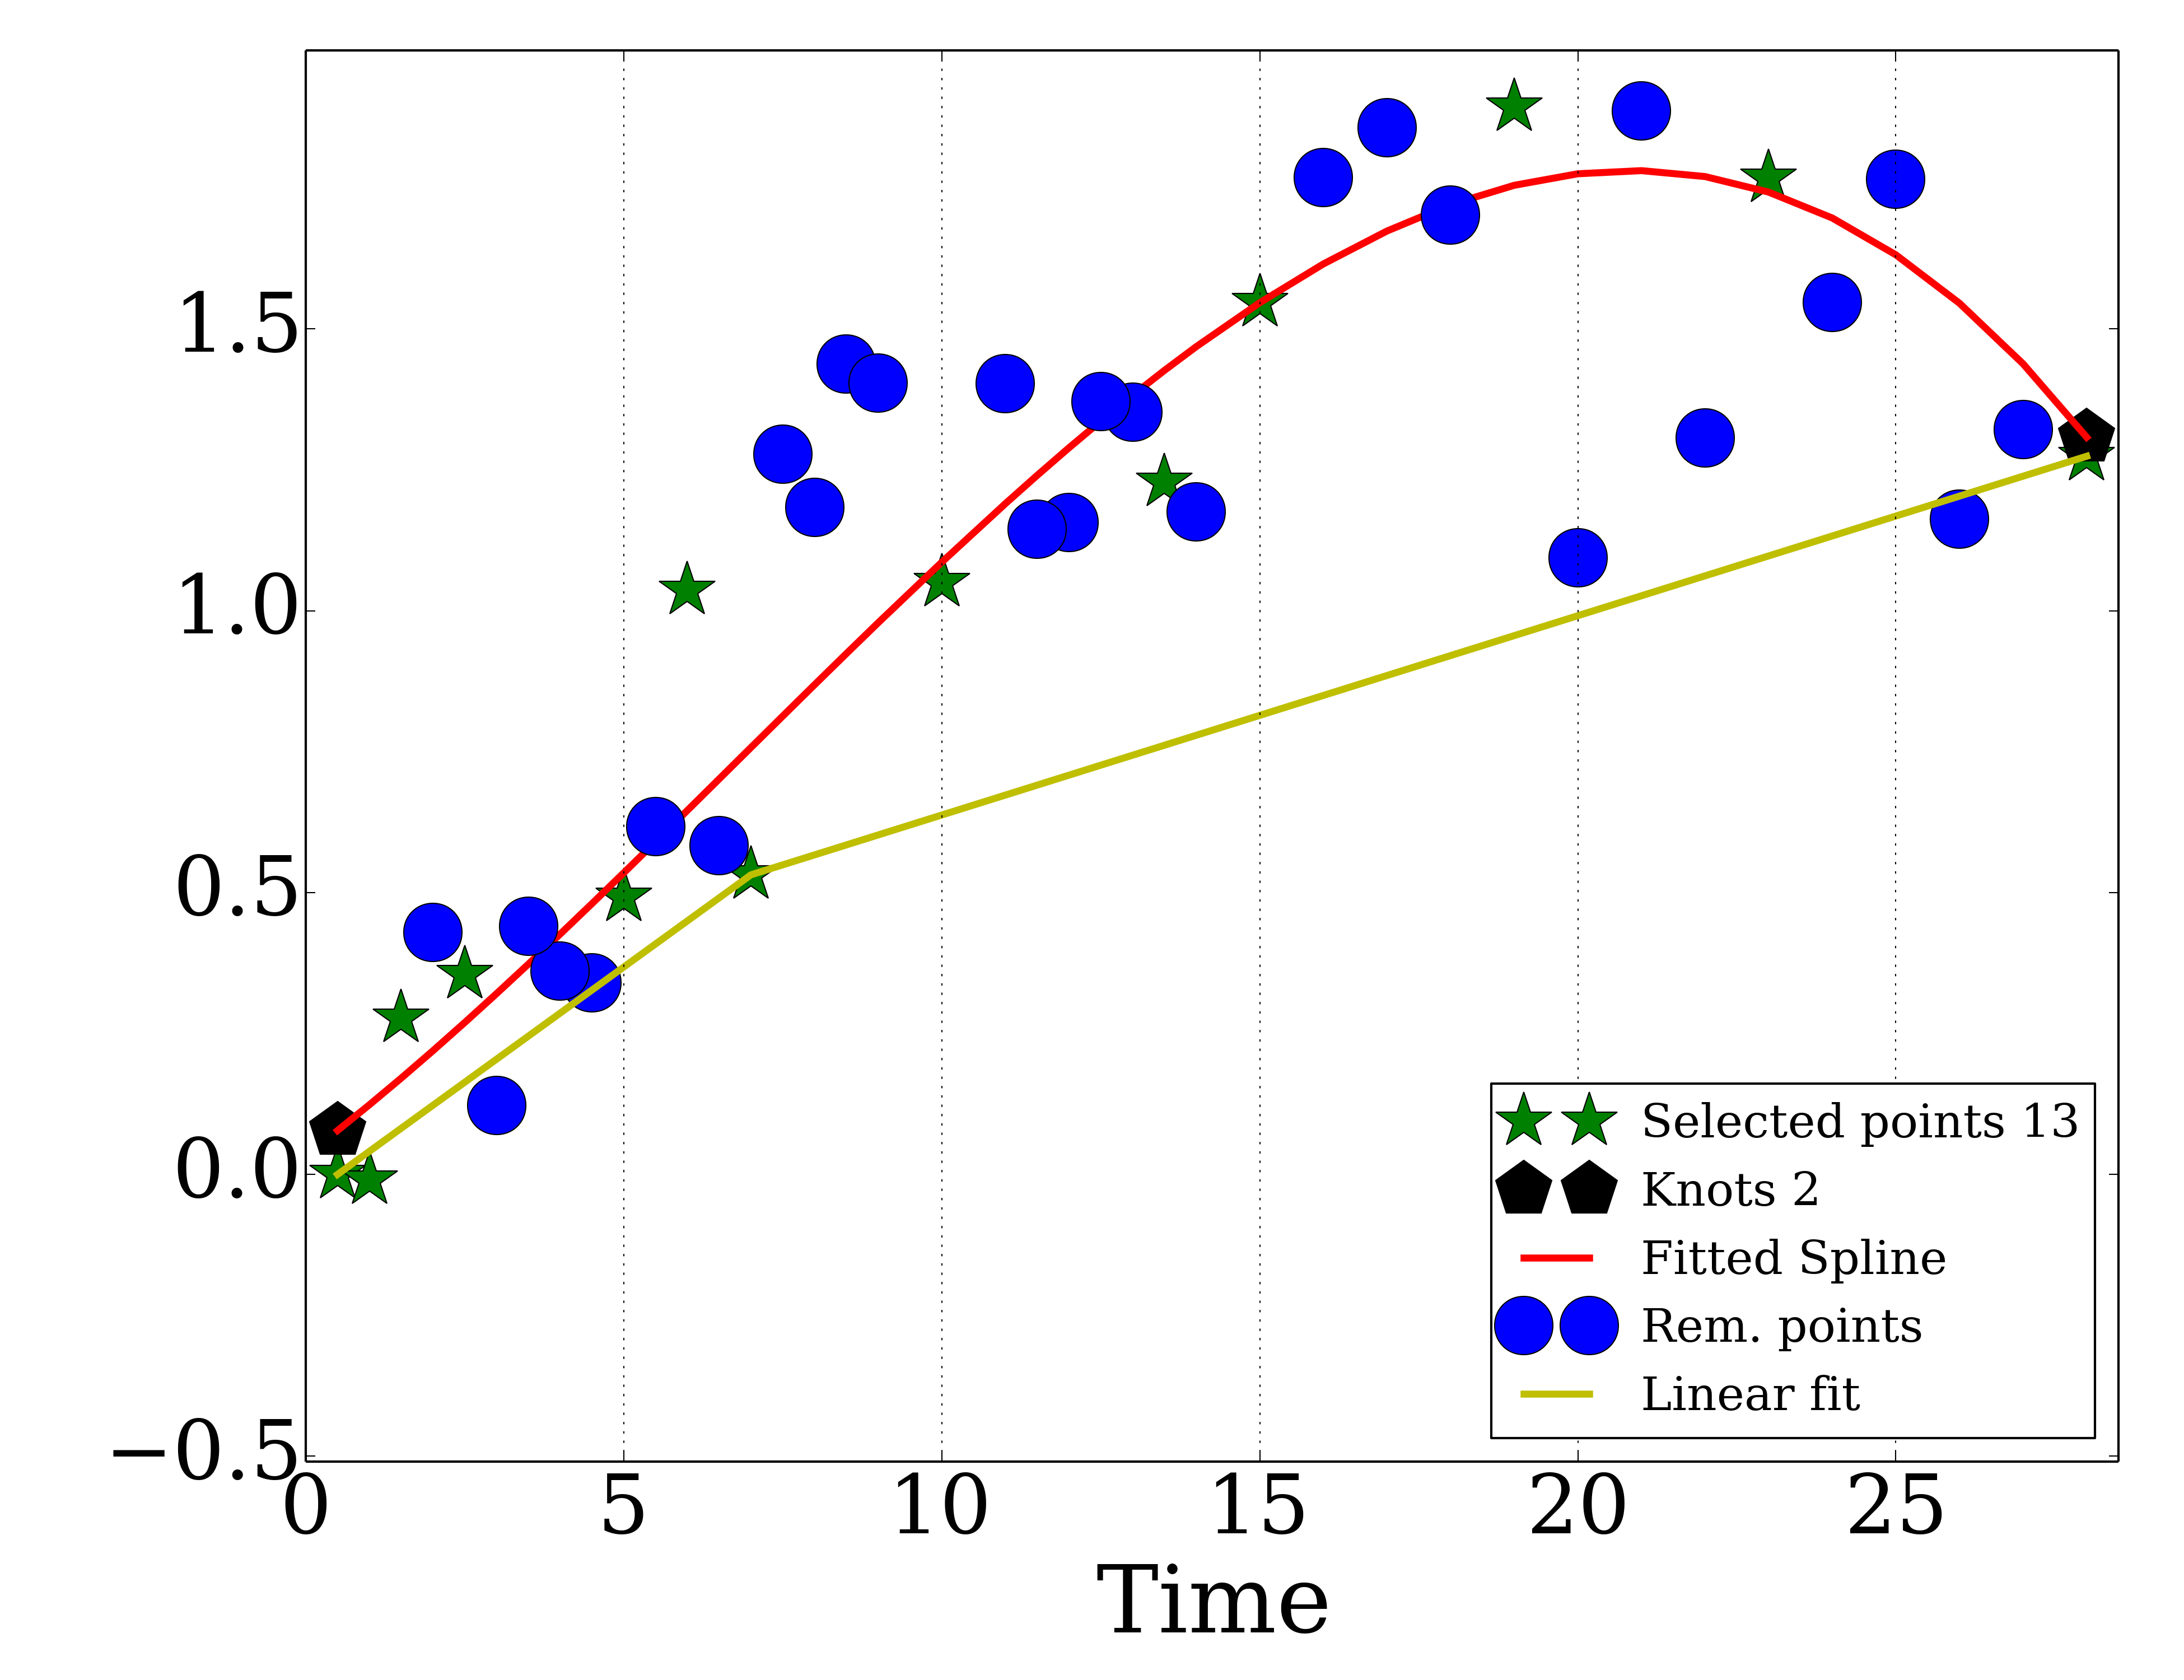 1.5
1.0
0.5
0.0
−0.5
0 5 10 15 20 25
Time
Selected points 13
Knots 2
Fitted Spline
Rem. points
Linear fit